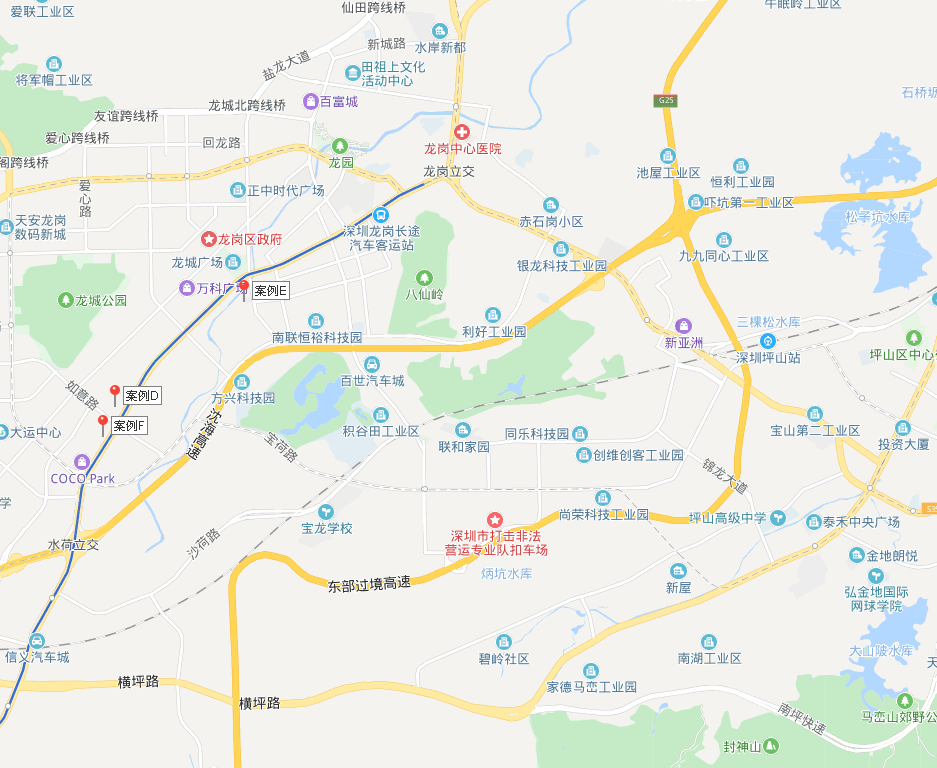 爱联工业区
仙田跨线桥
牛眠岭工业区
新城路
水岸新都
盐龙大道
田祖上文化
活动中心
将军帽工业区
G25
石桥坜
龙城北跨线桥
百富城
友谊跨线桥
爱心跨线桥
回龙路
龙岗中心医院
阁跨线桥
龙园
龙岗立交
池屋工业区
恒利工业园
爱心路
正中时代广场
吓坑第一工业区
天安龙岗
数码新城
赤石岗小区
松子坑水库
深圳龙岗长途
汽车客运站
龙岗区政府
龙城广场
银龙科技工业园
九九同心工业区
万科广场
案例E
八仙岭
龙城公园
南联恒裕科技园
利好工业园
三棵松水库
新亚洲
深圳坪山站
坪山区中心
百世汽车城
如意路
案例D
方兴科技园
沈海高速
案例F
大运中心
宝荷路
积谷田工业区
联和家园
同乐科技园
宝山第二工业区
投资大厦
创维创客工业园
COCO Park
锦龙大道
学
尚荣科技工业园
S35
宝龙学校
坪山高级中学
泰禾中央广场
深圳市打击非法
营运专业队扣车场
水荷立交
沙荷路
金地朗悦
东部过境高速
炳坑水库
新屋
弘金地国际
网球学院
信义汽车城
碧岭社区
南湖工业区
大山陂水库
天
横坪路
家德马峦工业园
横坪路
南坪快速
马峦山郊野公
封神山